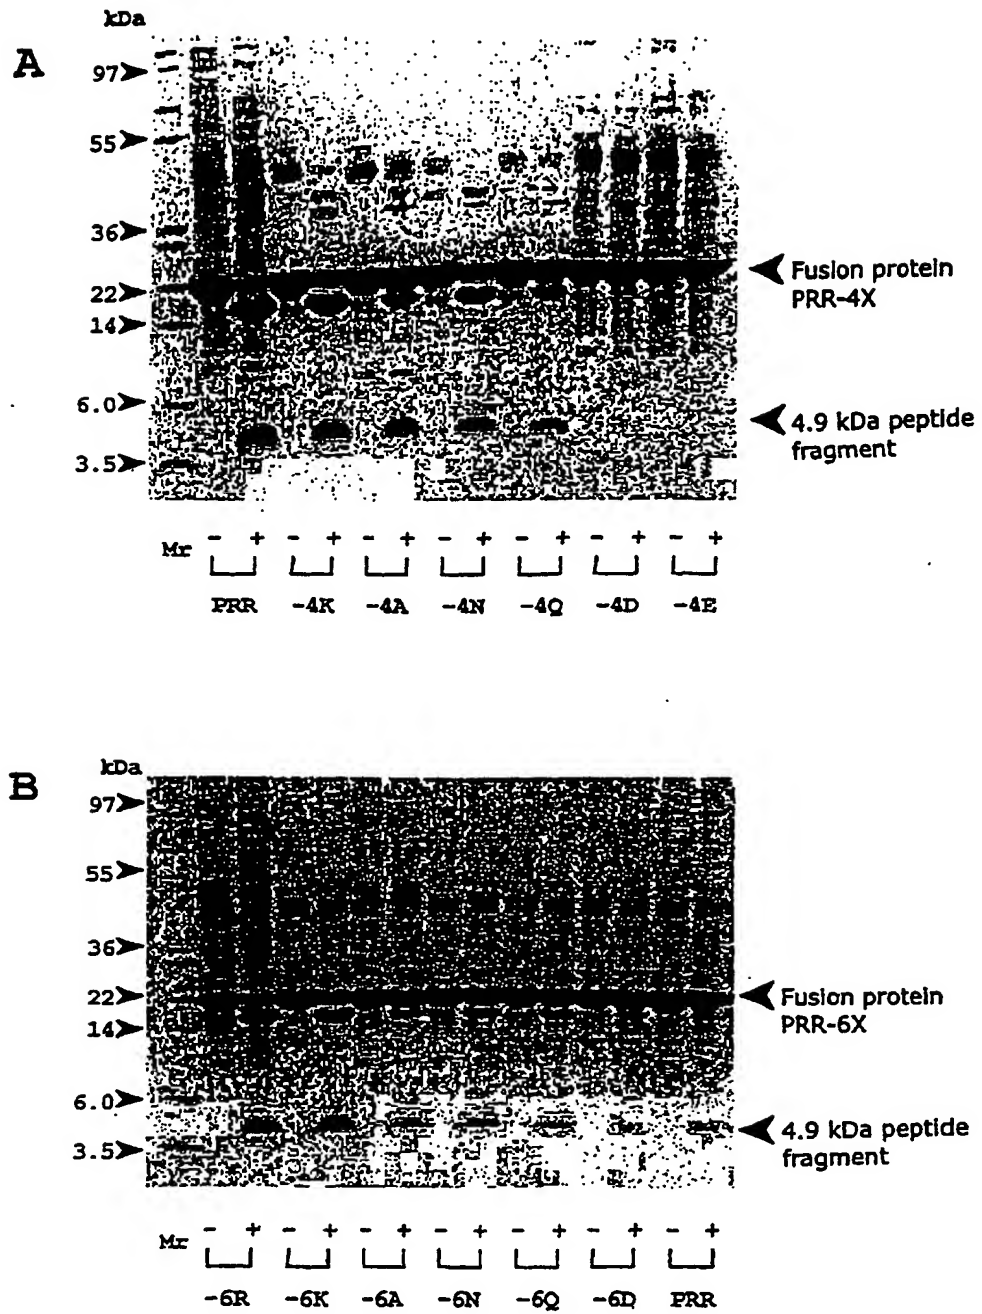 kDa
A
97
55
36
22
14
6.0
3.5
Fusion protein
PRR-4X
4.9 kDa peptide
fragment
Mr - + - + - + - + - + - + - +
PRR -4K -4A -4N -4Q -4D -4E
kDa
B
97
55
36
22
14
6.0
3.5
Fusion protein
PRR-6X
4.9 kDa peptide
fragment
Mr - + - + - + - + - + - + - +
-6R -6K -6A -6N -6Q -6D PRR